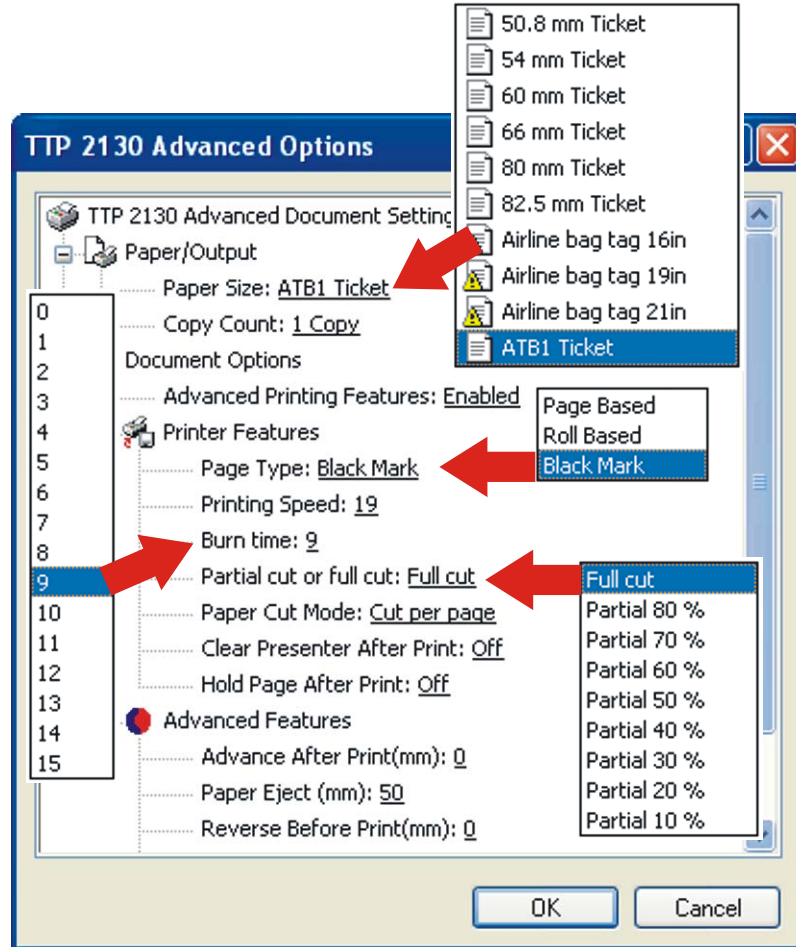 50.8 mm Ticket
54 mm Ticket
60 mm Ticket
66 mm Ticket
80 mm Ticket
82.5 mm Ticket
Airline bag tag 16in
Airline bag tag 19in
Airline bag tag 21in
ATB1 Ticket
TTP 2130 Advanced Options
TTP 2130 Advanced Document Setting
Paper/Output
Paper Size: ATB1 Ticket
Copy Count: 1 Copy
Document Options
Advanced Printing Features: Enabled
Printer Features
Page Type: Black Mark
Printing Speed: 19
Burn time: 9
Partial cut or full cut: Full cut
Paper Cut Mode: Cut per page
Clear Presenter After Print: Off
Hold Page After Print: Off
Advanced Features
Advance After Print(mm): 0
Paper Eject (mm): 50
Reverse Before Print(mm): 0
0
1
2
3
4
5
6
7
8
9
10
11
12
13
14
15
Page Based
Roll Based
Black Mark
Full cut
Partial 80 %
Partial 70 %
Partial 60 %
Partial 50 %
Partial 40 %
Partial 30 %
Partial 20 %
Partial 10 %
OK
Cancel